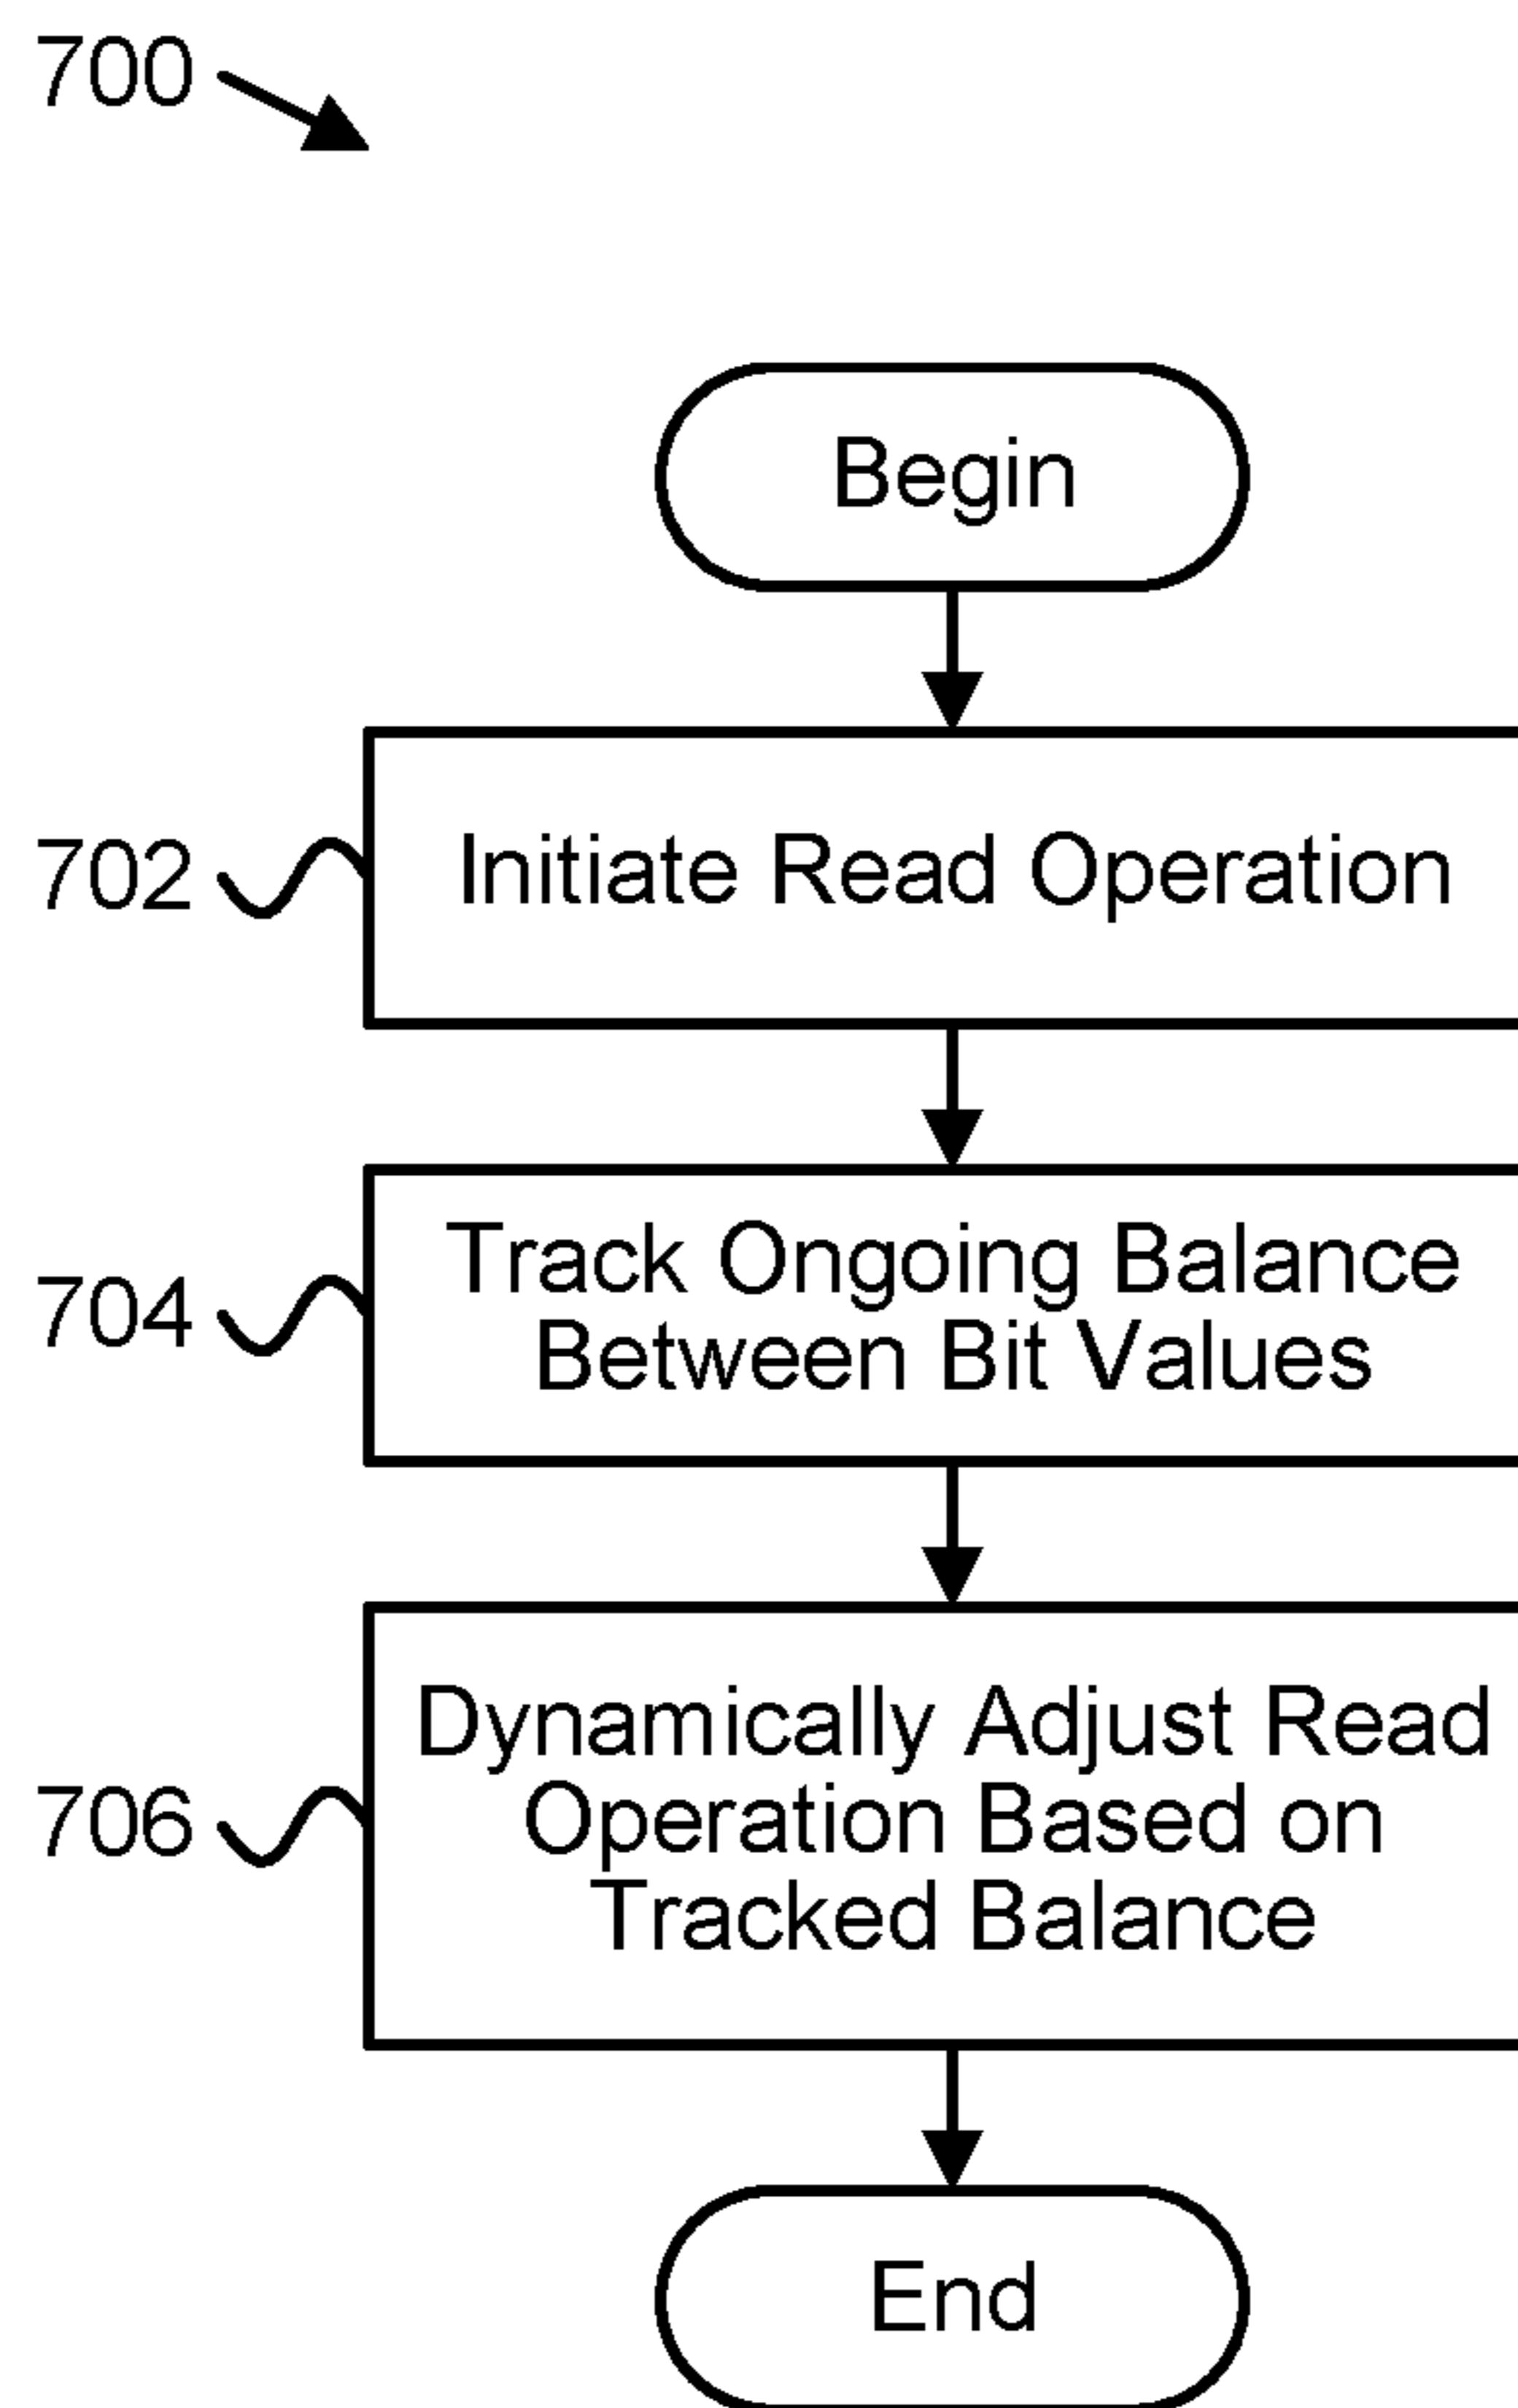 700
Begin
702
Initiate Read Operation
704
Track Ongoing Balance
Between Bit Values
706
Dynamically Adjust Read
Operation Based on
Tracked Balance
End